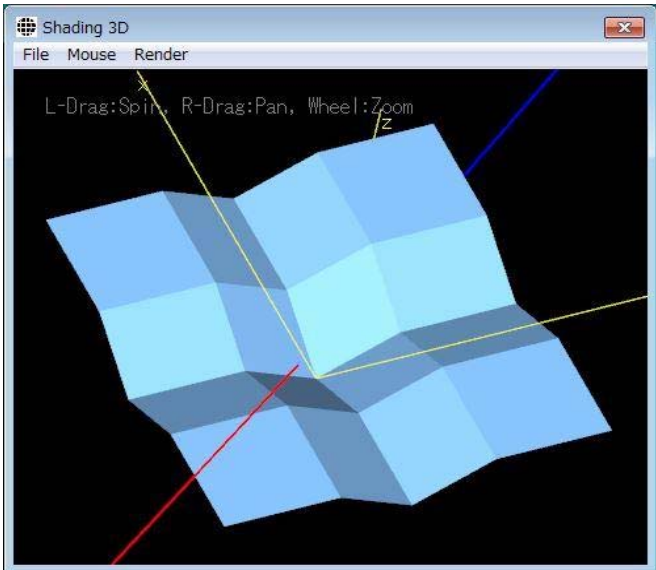 Shading 3D
File Mouse Render
x
L-Drag:Spin, R-Drag:Pan, Wheel:Zoom
z